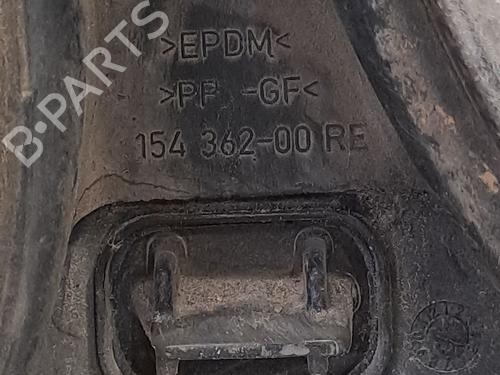 B-PARTS
>EPDM<
>PP -GF<
154 362-00 RE